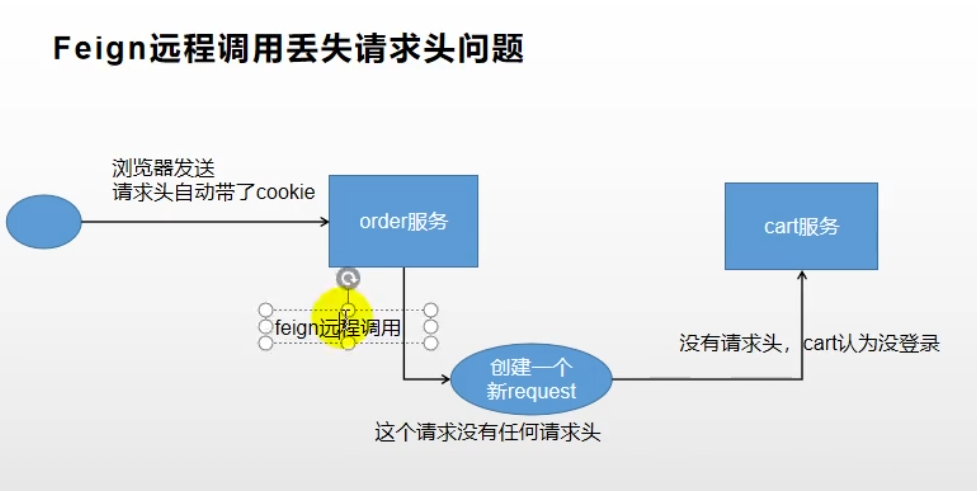 Feign远程调用丢失请求头问题
浏览器发送
请求头自动带了cookie
order服务
cart服务
feign远程调用
没有请求头，cart认为没登录
创建一个
新request
这个请求没有任何请求头